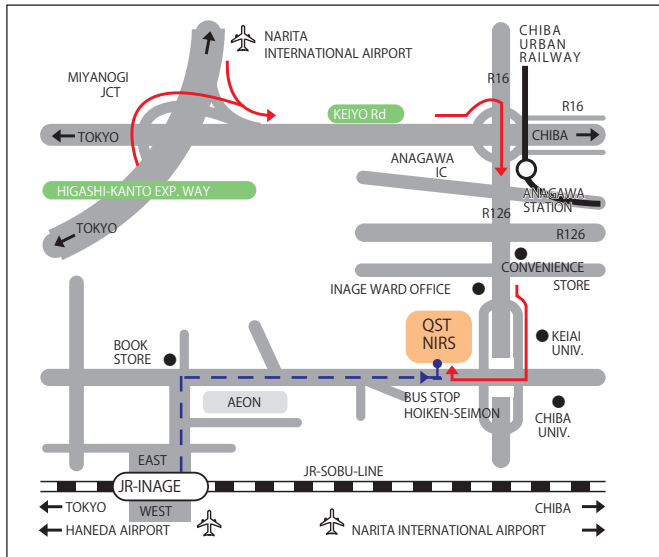 NARITA
INTERNATIONAL AIRPORT
CHIBA
URBAN
RAILWAY
MIYANOGI
JCT
R16
R16
KEIYO Rd
TOKYO
CHIBA
ANAGAWA
IC
HIGASHI-KANTO EXP. WAY
ANAGAWA
STATION
R126
R126
TOKYO
CONVENIENCE
STORE
INAGE WARD OFFICE
QST
NIRS
KEIAI
UNIV.
BOOK
STORE
AEON
BUS STOP
HOIKEN-SEIMON
CHIBA
UNIV.
EAST
JR-SOBU-LINE
JR-INAGE
WEST
TOKYO
CHIBA
HANEDA AIRPORT
NARITA INTERNATIONAL AIRPORT